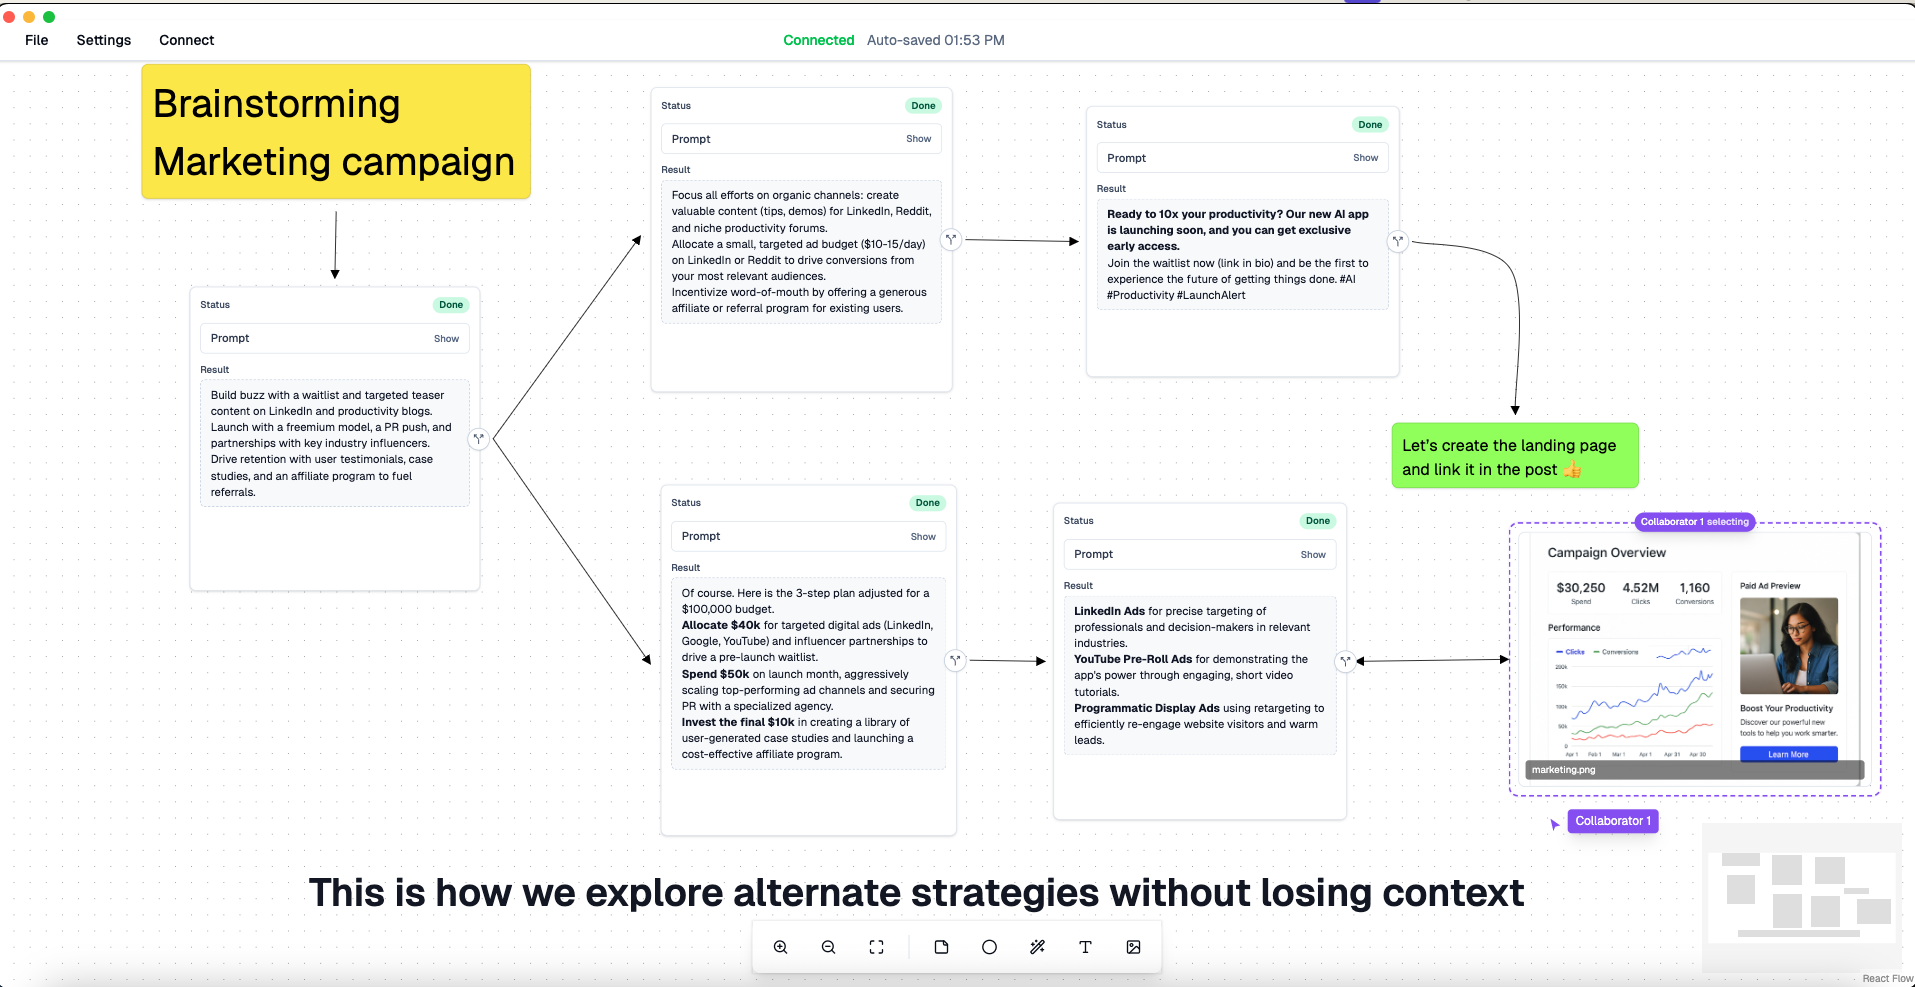 File Settings Connect
Connected Auto-saved 01:53 PM
Brainstorming
Marketing campaign
Status Done
Prompt Show
Result
Build buzz with a waitlist and targeted teaser
content on LinkedIn and productivity blogs.
Launch with a freemium model, a PR push, and
partnerships with key industry influencers.
Drive retention with user testimonials, case
studies, and an affiliate program to fuel
referrals.
Status Done
Prompt Show
Result
Focus all efforts on organic channels: create
valuable content (tips, demos) for LinkedIn, Reddit,
and niche productivity forums.
Allocate a small, targeted ad budget ($10-15/day)
on LinkedIn or Reddit to drive conversions from
your most relevant audiences.
Incentivize word-of-mouth by offering a generous
affiliate or referral program for existing users.
Status Done
Prompt Show
Result
Ready to 10x your productivity? Our new AI app
is launching soon, and you can get exclusive
early access.
Join the waitlist now (link in bio) and be the first to
experience the future of getting things done. #AI
#Productivity #LaunchAlert
Let's create the landing page
and link it in the post 👍
Status Done
Prompt Show
Result
Of course. Here is the 3-step plan adjusted for a
$100,000 budget.
Allocate $40k for targeted digital ads (LinkedIn,
Google, YouTube) and influencer partnerships to
drive a pre-launch waitlist.
Spend $50k on launch month, aggressively
scaling top-performing ad channels and securing
PR with a specialized agency.
Invest the final $10k in creating a library of
user-generated case studies and launching a
cost-effective affiliate program.
Status Done
Prompt Show
Result
LinkedIn Ads for precise targeting of
professionals and decision-makers in relevant
industries.
YouTube Pre-Roll Ads for demonstrating the
app's power through engaging, short video
tutorials.
Programmatic Display Ads using retargeting to
efficiently re-engage website visitors and warm
leads.
Collaborator 1 selecting
Campaign Overview
$30,250 4.52M 1,160
Spend Clicks Conversions
Performance
Clicks Conversions
200k
150k
100k
50k
0
Apr 1 Feb 1 Mar 1 Apr 1 Apr 31 Apr 30
Paid Ad Preview
Boost Your Productivity
Discover our powerful new
tools to help you work smarter.
Learn More
marketing.png
Collaborator 1
This is how we explore alternate strategies without losing context
React Flow